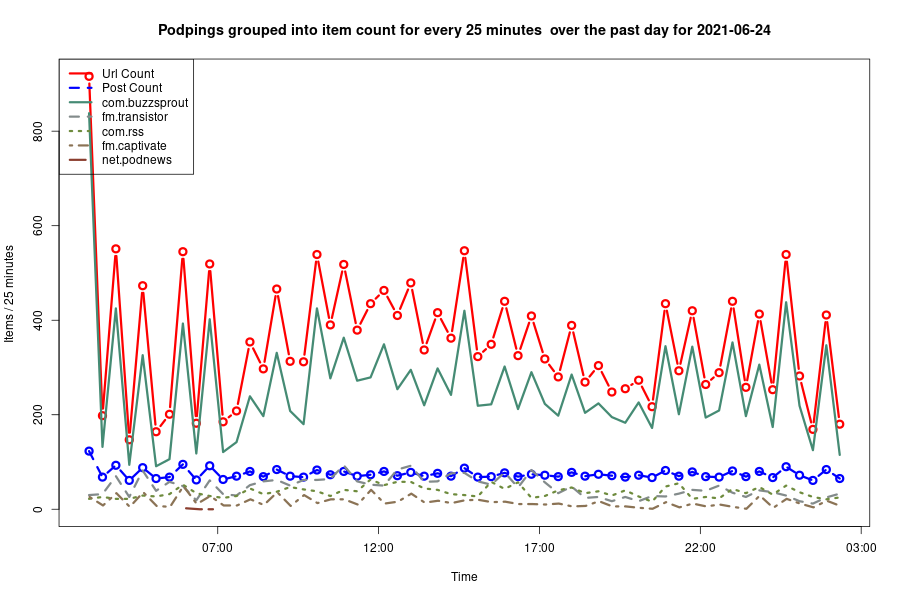 Podpings grouped into item count for every 25 minutes  over the past day for 2021-06-24
Url Count
Post Count
com.buzzsprout
fm.transistor
com.rss
fm.captivate
net.podnews
Items / 25 minutes
800
600
400
200
0
07:00
12:00
17:00
22:00
03:00
Time